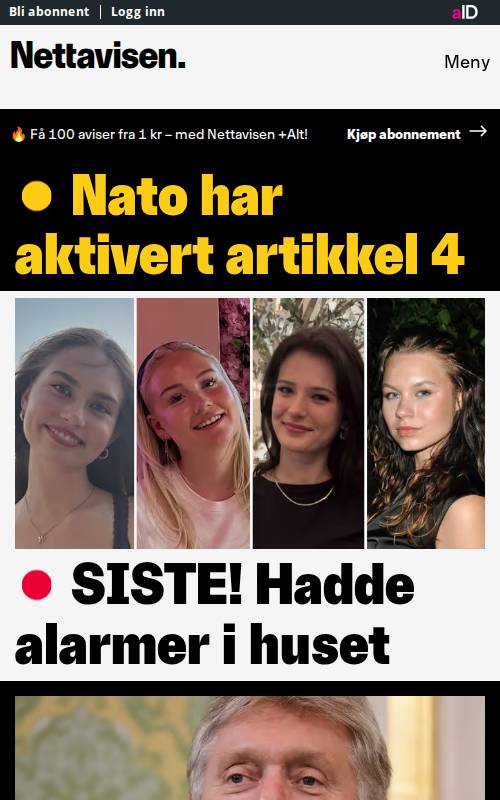 Bli abonnent | Logg inn
aID
Nettavisen.
Meny
🔥 Få 100 aviser fra 1 kr – med Nettavisen +Alt!
Kjøp abonnement →
Nato har
aktivert artikkel 4
SISTE! Hadde
alarmer i huset